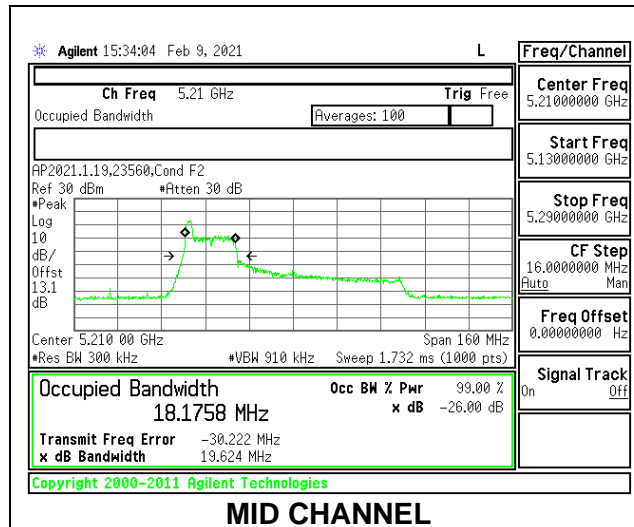 Agilent 15:34:04 Feb 9, 2021 L
Freq/Channel
Ch Freq 5.21 GHz Trig Free
Occupied Bandwidth Averages: 100
AP2021.1.19,23560,Cond F2
Ref 30 dBm #Atten 30 dB
#Peak
Log
10
dB/
Offst
13.1
dB
Center 5.210 00 GHz Span 160 MHz
#Res BW 300 kHz #VBW 910 kHz Sweep 1.732 ms (1000 pts)
Occupied Bandwidth Occ BW % Pwr 99.00 %
18.1758 MHz x dB -26.00 dB
Transmit Freq Error -30.222 MHz
x dB Bandwidth 19.624 MHz
Copyright 2000-2011 Agilent Technologies
Center Freq
5.21000000 GHz
Start Freq
5.13000000 GHz
Stop Freq
5.29000000 GHz
CF Step
16.0000000 MHz
Auto Man
Freq Offset
0.00000000 Hz
Signal Track
On Off
MID CHANNEL